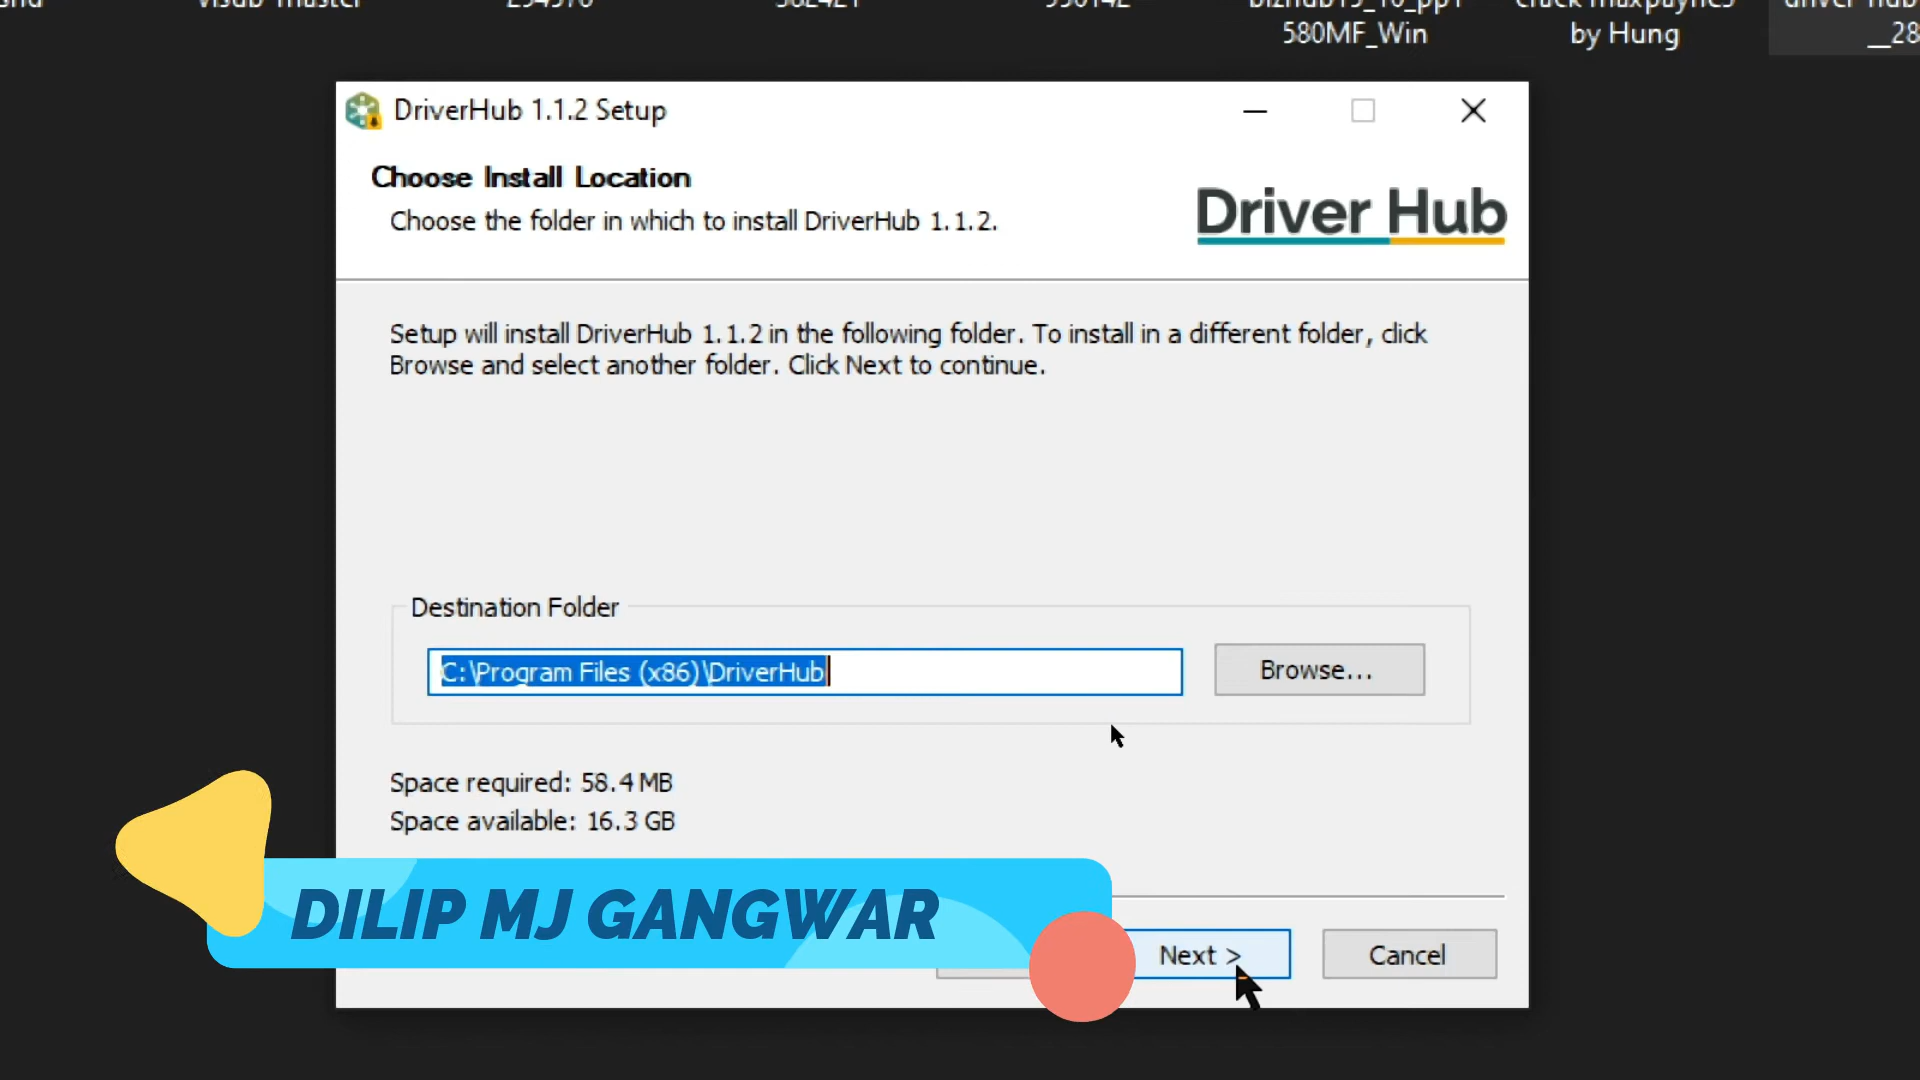 580MF_Win
by Hung
__28
DriverHub 1.1.2 Setup
Choose Install Location
Choose the folder in which to install DriverHub 1.1.2.
Driver Hub
Setup will install DriverHub 1.1.2 in the following folder. To install in a different folder, click
Browse and select another folder. Click Next to continue.
Destination Folder
C:\Program Files (x86)\DriverHub
Browse...
Space required: 58.4 MB
Space available: 16.3 GB
DILIP MJ GANGWAR
Next >
Cancel